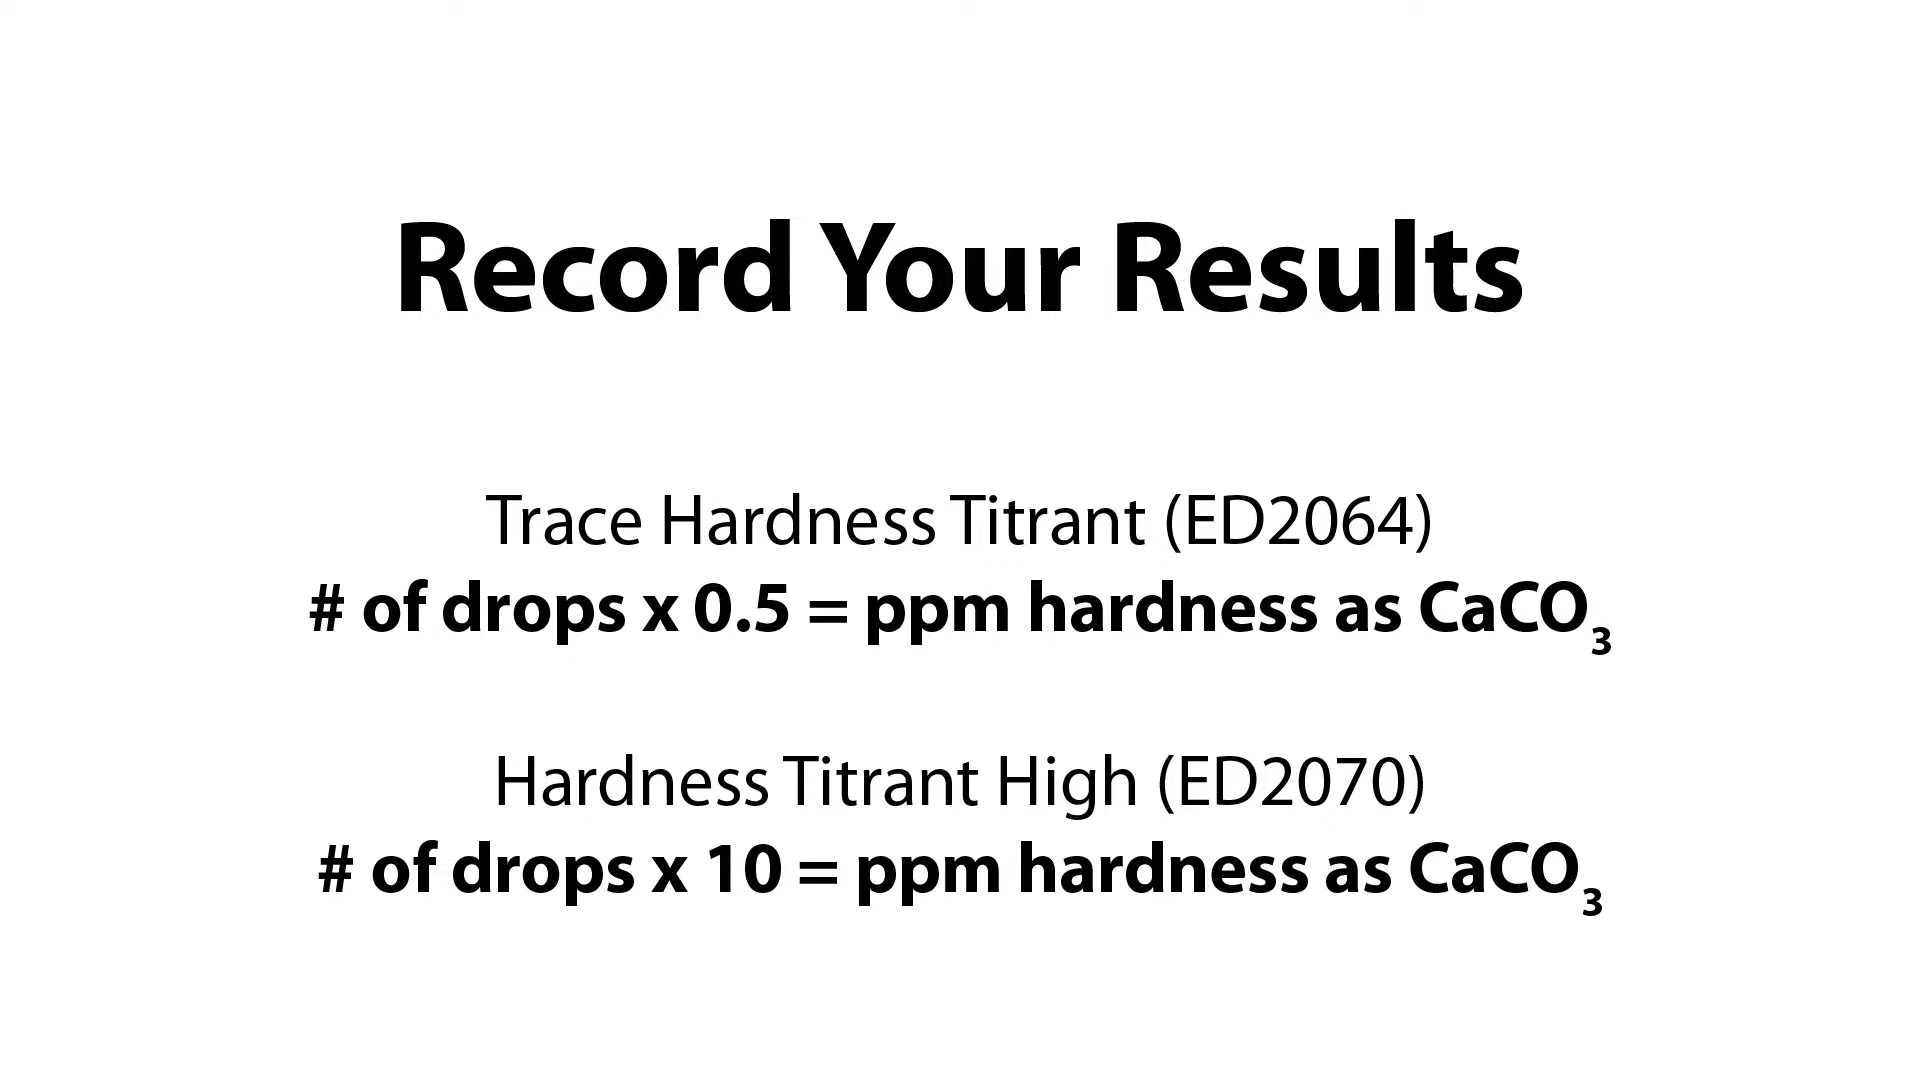 Record Your Results
Trace Hardness Titrant (ED2064)
# of drops x 0.5 = ppm hardness as CaCO₃
Hardness Titrant High (ED2070)
# of drops x 10 = ppm hardness as CaCO₃